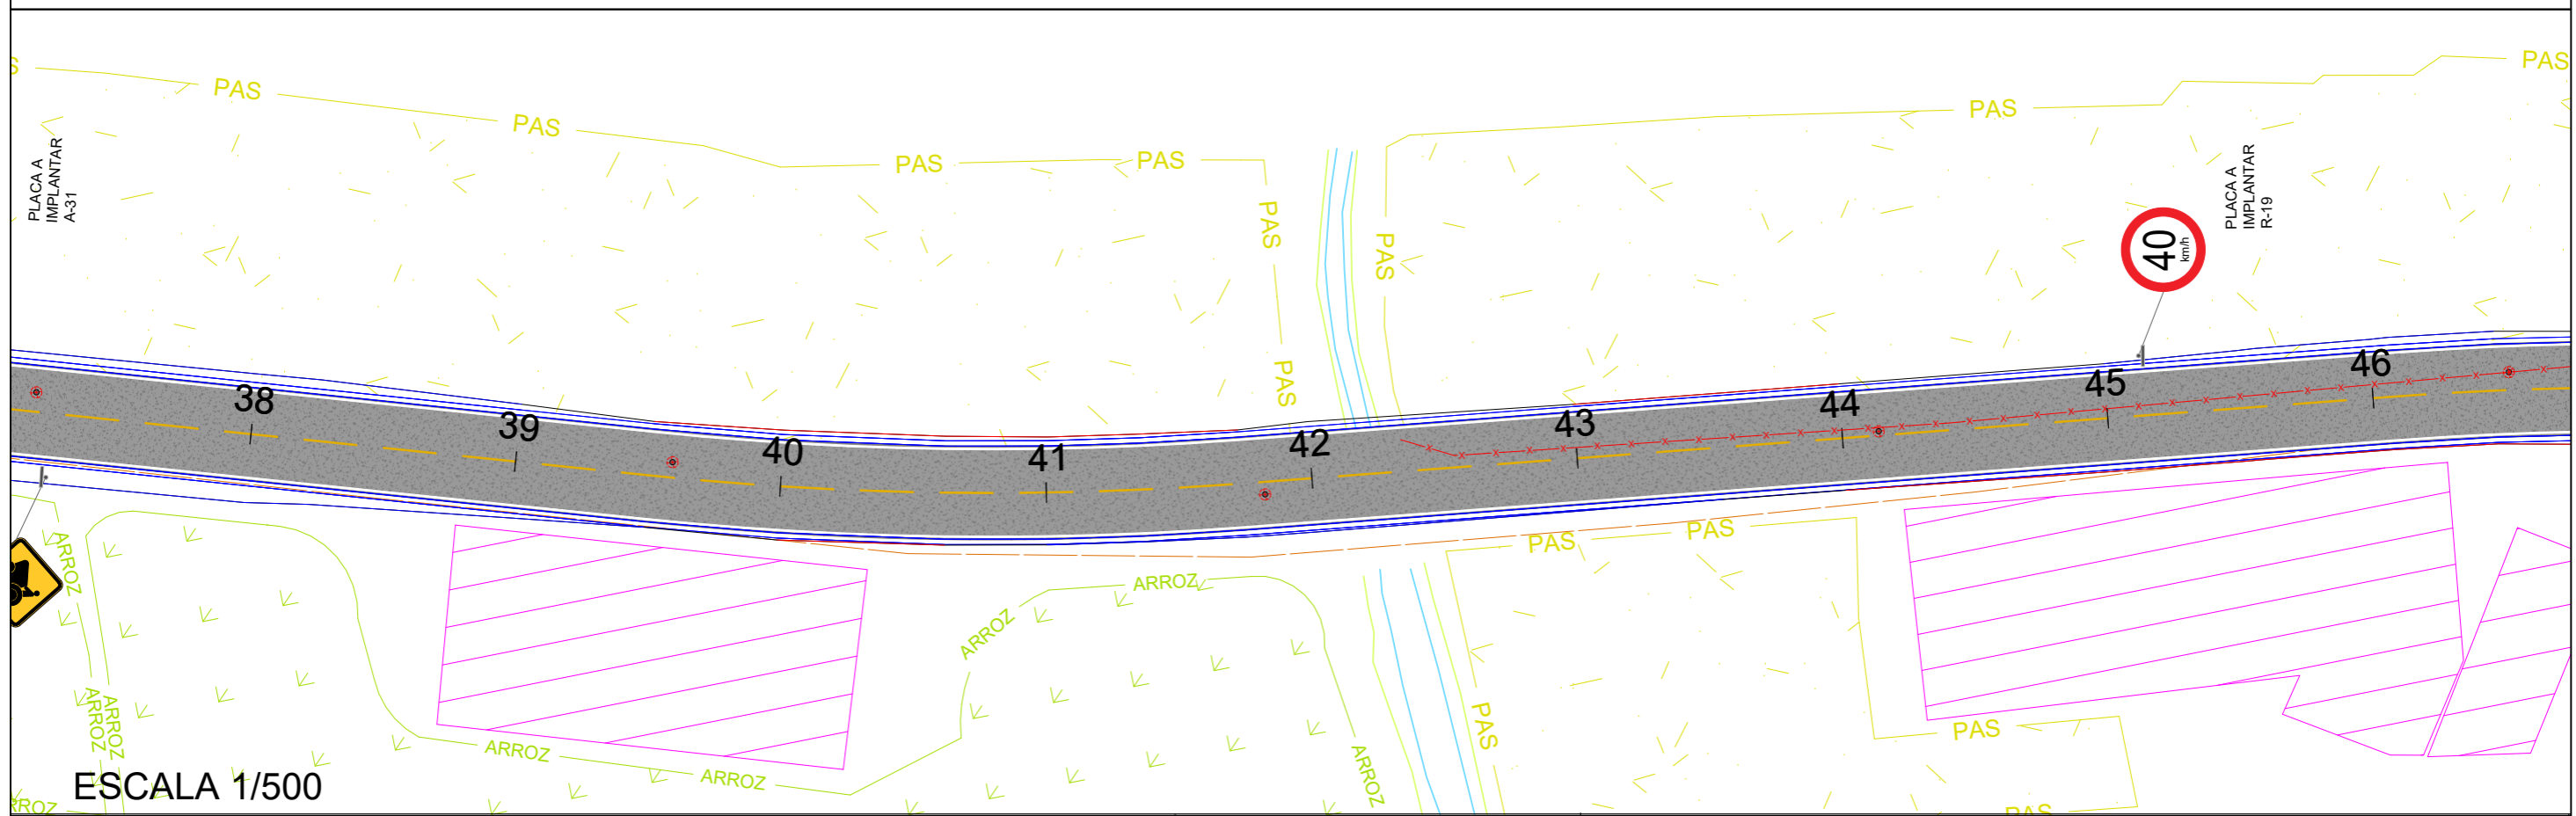 S
PAS
PAS
PAS
PAS
PAS
PAS
PAS
PAS
PAS
PLACA A
IMPLANTAR
A-31
40
km/h
PLACA A
IMPLANTAR
R-19
38
39
40
41
42
43
44
45
46
ARROZ
ARROZ
ARROZ
ARROZ
ARROZ
ARROZ
ARROZ
ARROZ
PAS
PAS
PAS
PAS
PAS
RROZ
ESCALA 1/500